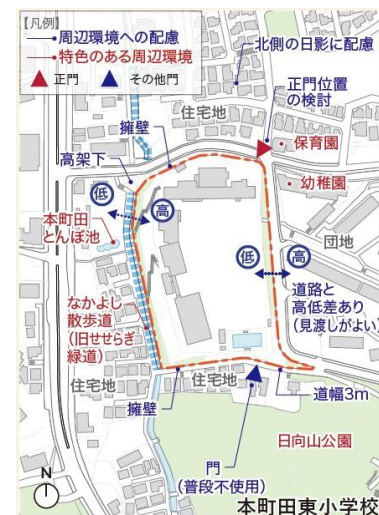 【凡例】
周辺環境への配慮
特色のある周辺環境
正門 その他門
北側の日影に配慮
正門位置
の検討
住宅地
擁壁
保育園
高架下
幼稚園
低
高
本町田
とんぼ池
団地
低
高
道路と
高低差あり
(見渡しがよい)
なかよし
散歩道
(旧せせらぎ
緑道)
住宅地
住宅地
擁壁
道幅3m
日向山公園
門
(普段不使用)
N
本町田東小学校